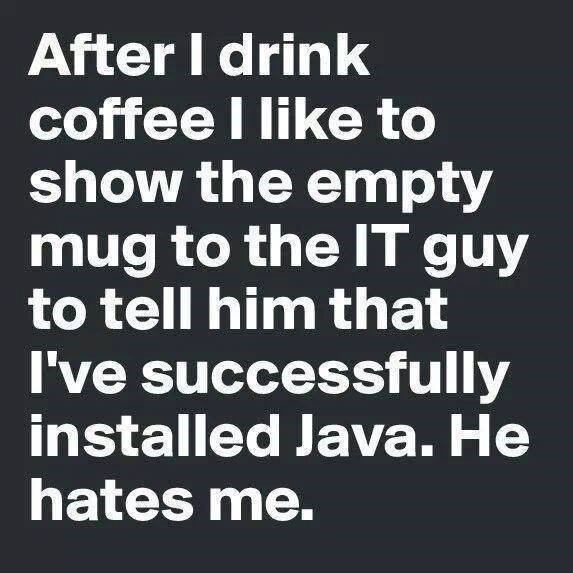 After I drink
coffee I like to
show the empty
mug to the IT guy
to tell him that
I've successfully
installed Java. He
hates me.